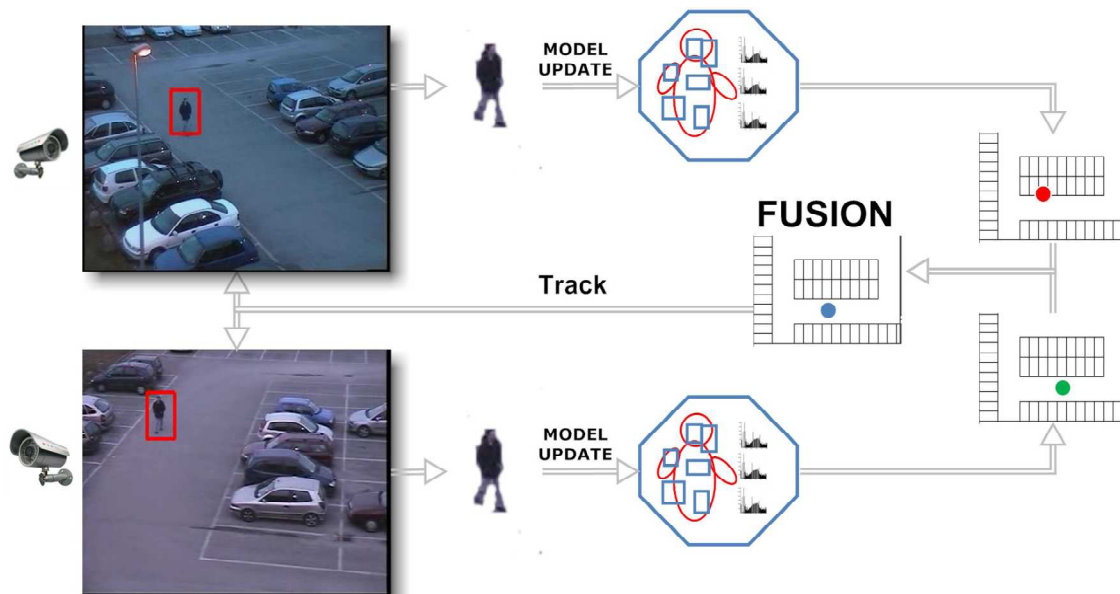 MODEL
UPDATE
FUSION
Track
MODEL
UPDATE